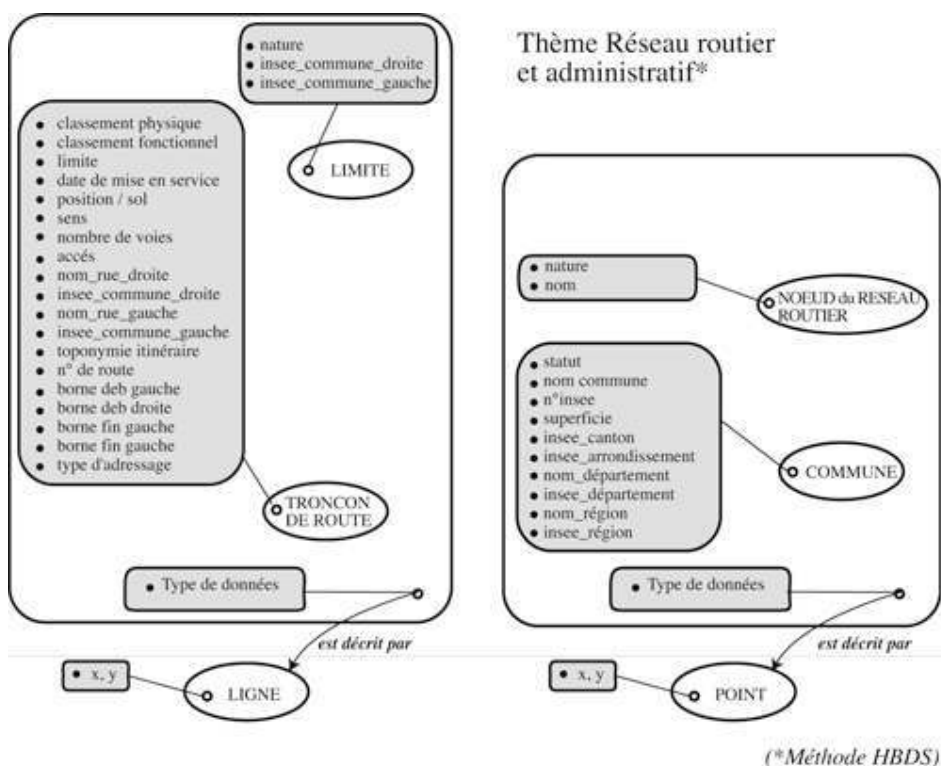 Thème Réseau routier
et administratif*
nature
insee_commune_droite
insee_commune_gauche
LIMITE
classement physique
classement fonctionnel
limite
date de mise en service
position / sol
sens
nombre de voies
accés
nom_rue_droite
insee_commune_droite
nom_rue_gauche
insee_commune_gauche
toponymie itinéraire
n° de route
borne deb gauche
borne deb droite
borne fin gauche
borne fin gauche
type d'adressage
TRONCON
DE ROUTE
Type de données
est décrit par
x, y
LIGNE
nature
nom
NOEUD du RESEAU
ROUTIER
statut
nom commune
n°insee
superficie
insee_canton
insee_arrondissement
nom_département
insee_département
nom_région
insee_région
COMMUNE
Type de données
est décrit par
x, y
POINT
(*Méthode HBDS)